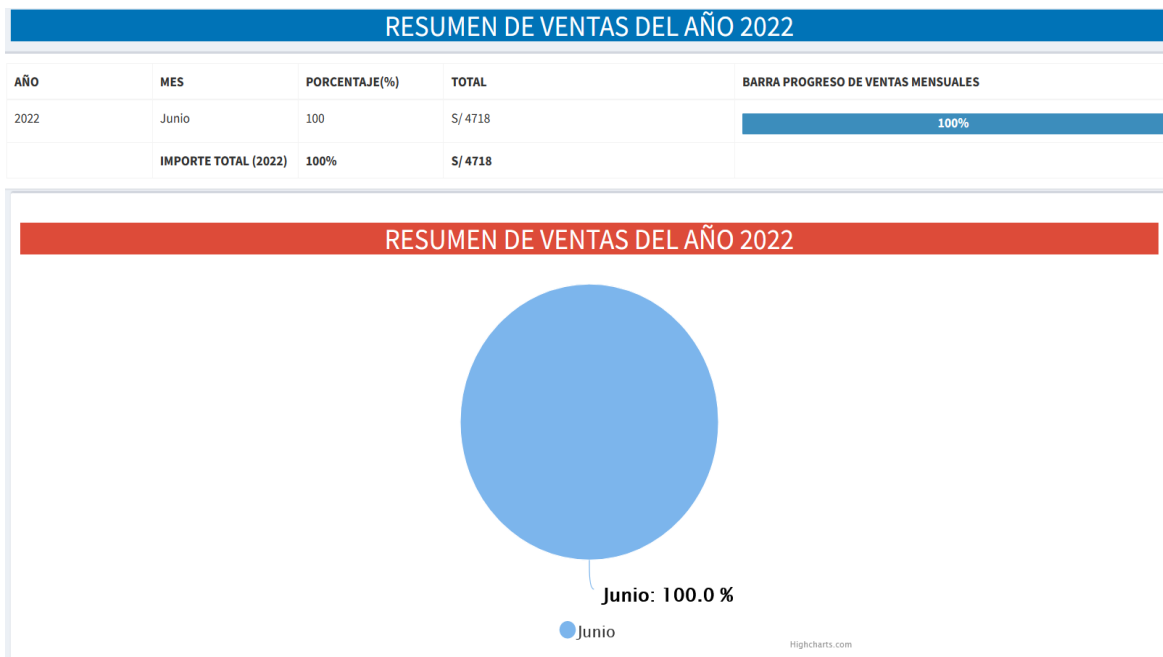 RESUMEN DE VENTAS DEL AÑO 2022
AÑO MES PORCENTAJE(%) TOTAL BARRA PROGRESO DE VENTAS MENSUALES
2022 Junio 100 S/ 4718 100%
IMPORTE TOTAL (2022) 100% S/ 4718
RESUMEN DE VENTAS DEL AÑO 2022
Junio: 100.0 %
Junio
Highcharts.com